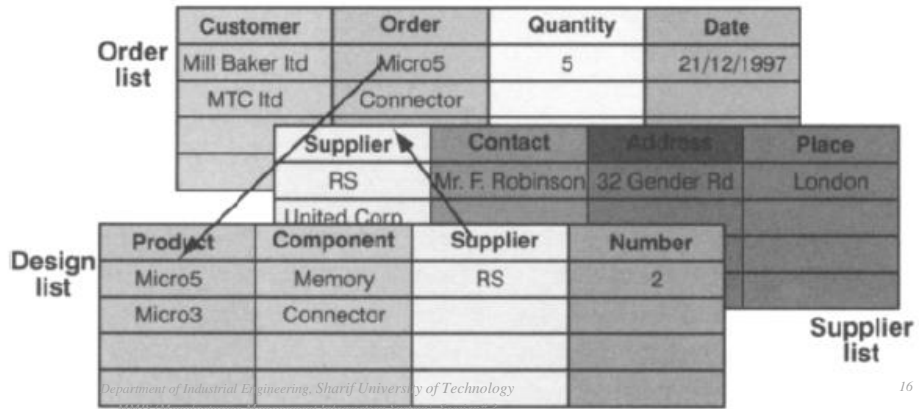 Order list
Customer Order Quantity Date
Mill Baker ltd Micro5 5 21/12/1997
MTC ltd Connector
Supplier Contact Address Place
RS Mr. F. Robinson 32 Gender Rd London
United Corp
Design list
Product Component Supplier Number
Micro5 Memory RS 2
Micro3 Connector
Supplier list
Department of Industrial Engineering, Sharif University of Technology
16